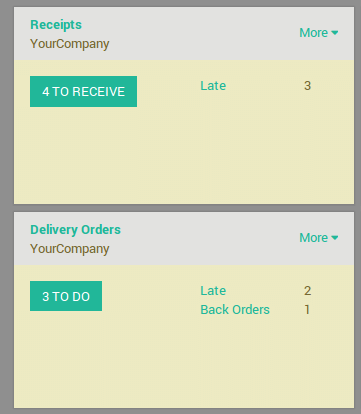 Receipts
YourCompany
More
4 TO RECEIVE
Late 3
Delivery Orders
YourCompany
More
3 TO DO
Late 2
Back Orders 1